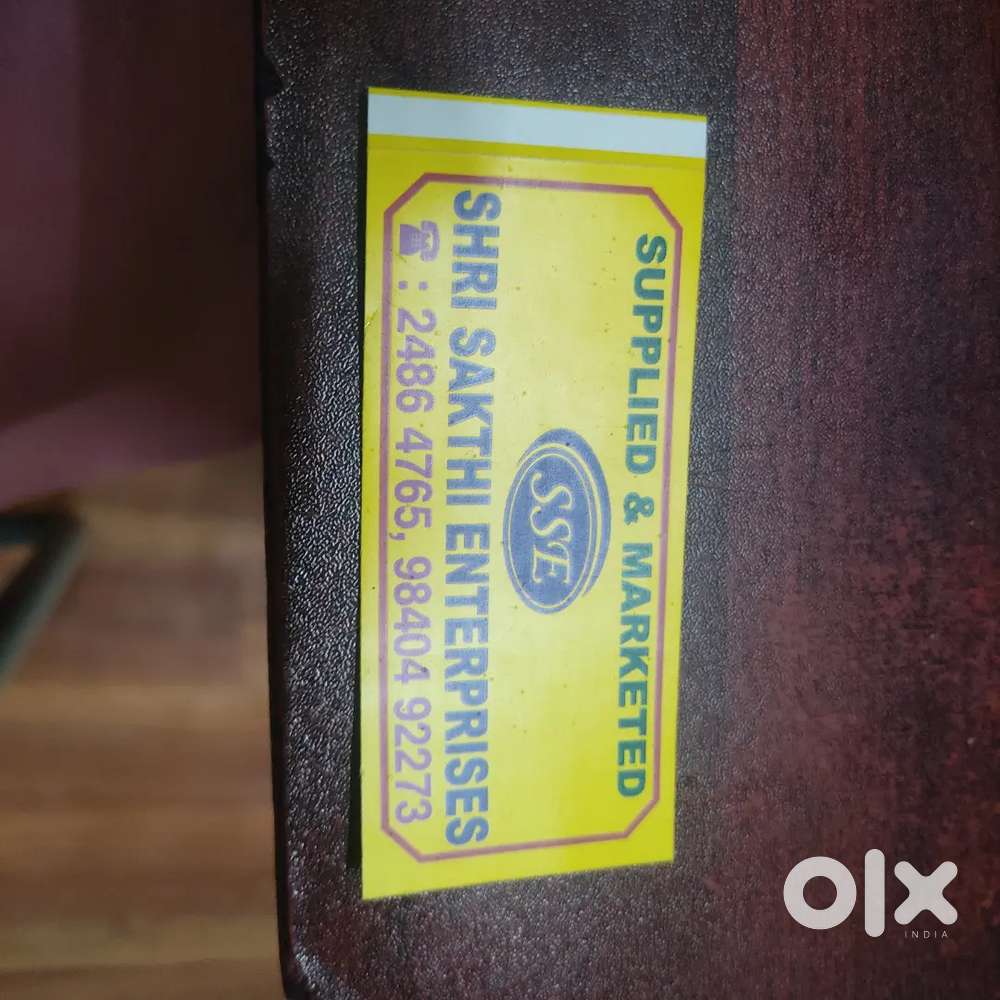 SUPPLIED & MARKETED
SSE
SHRI SAKTHI ENTERPRISES
☎ : 2486 4765, 98404 92273
olx
INDIA